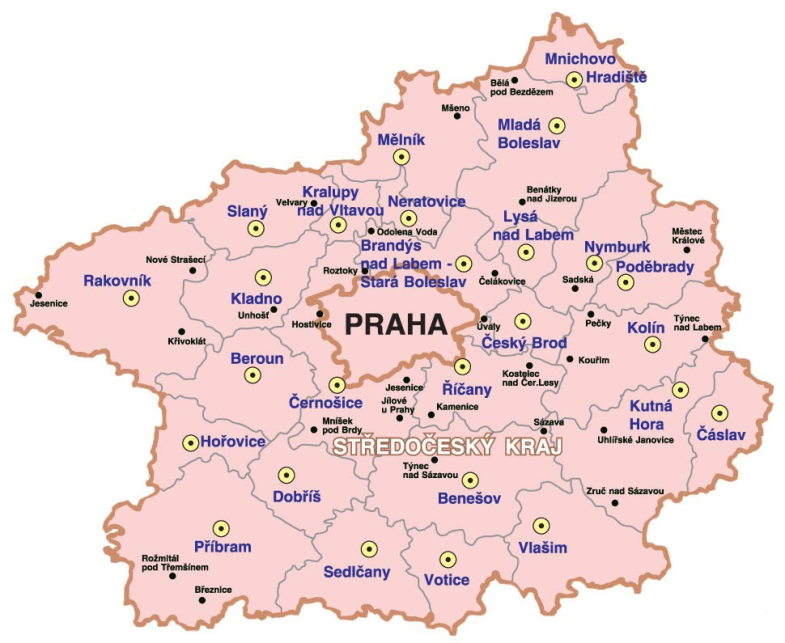 Mnichovo
Hradiště
Bělá
pod Bezdězem
Mšeno
Mladá
Boleslav
Mělník
Benátky
nad Jizerou
Kralupy
nad Vltavou
Velvary
Neratovice
Slaný
Lysá
nad Labem
Odolena Voda
Městec
Králové
Brandýs
nad Labem -
Stará Boleslav
Nymburk
Poděbrady
Nové Strašecí
Roztoky
Rakovník
Čelákovice
Sadská
Kladno
Jesenice
Unhošť
Hostivice
PRAHA
Úvaly
Pečky
Týnec
nad Labem
Kolín
Český Brod
Křivoklát
Beroun
Kouřim
Kostelec
nad Čer.Lesy
Říčany
Jesenice
Černošice
Jílové
u Prahy
Kamenice
Kutná
Hora
Čáslav
Mníšek
pod Brdy
Sázava
Uhlířské Janovice
Hořovice
STŘEDOČESKÝ KRAJ
Týnec
nad Sázavou
Dobříš
Benešov
Zruč nad Sázavou
Příbram
Vlašim
Rožmitál
pod Třemšínem
Sedlčany
Votice
Březnice